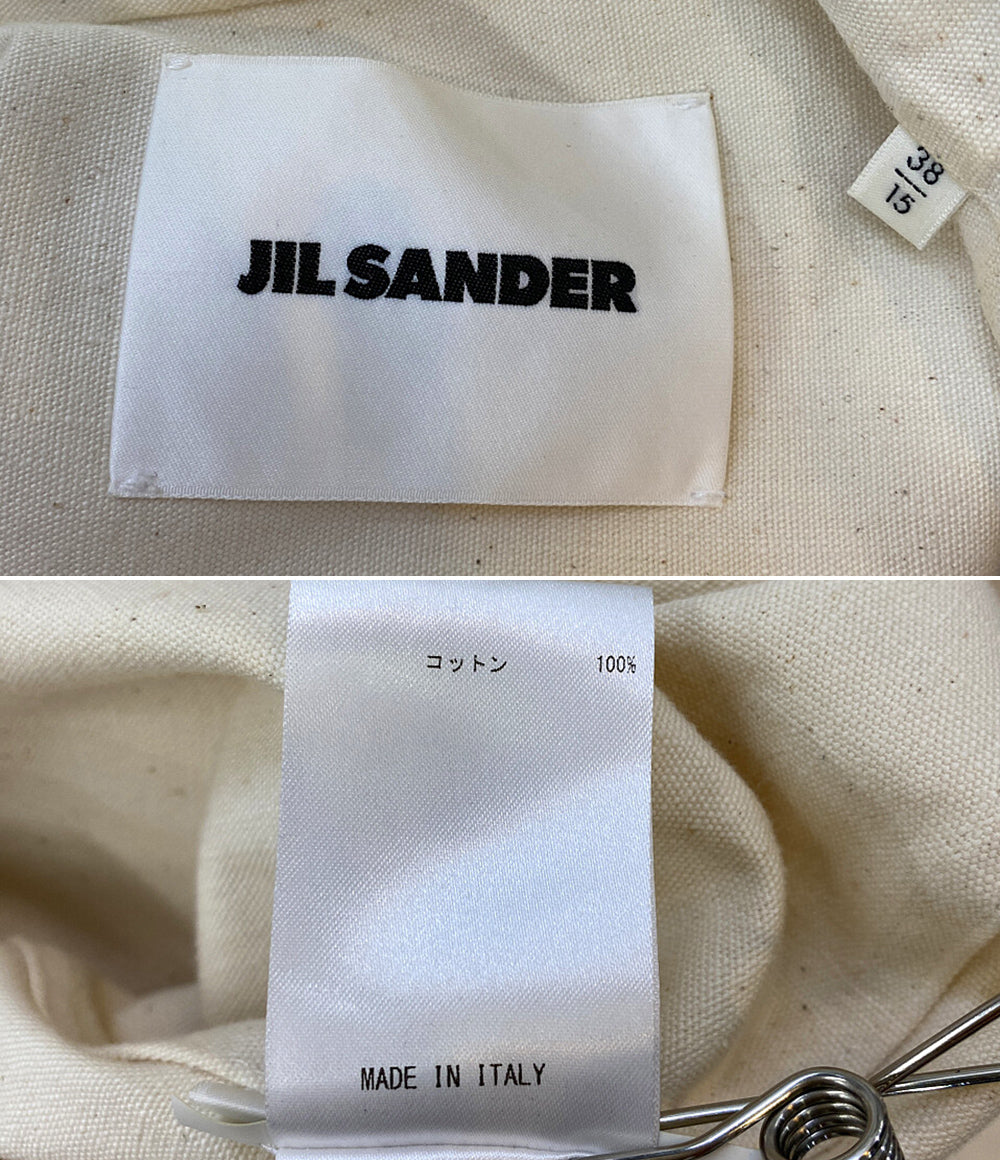 JIL SANDER
38
15
コットン 100%
MADE IN ITALY